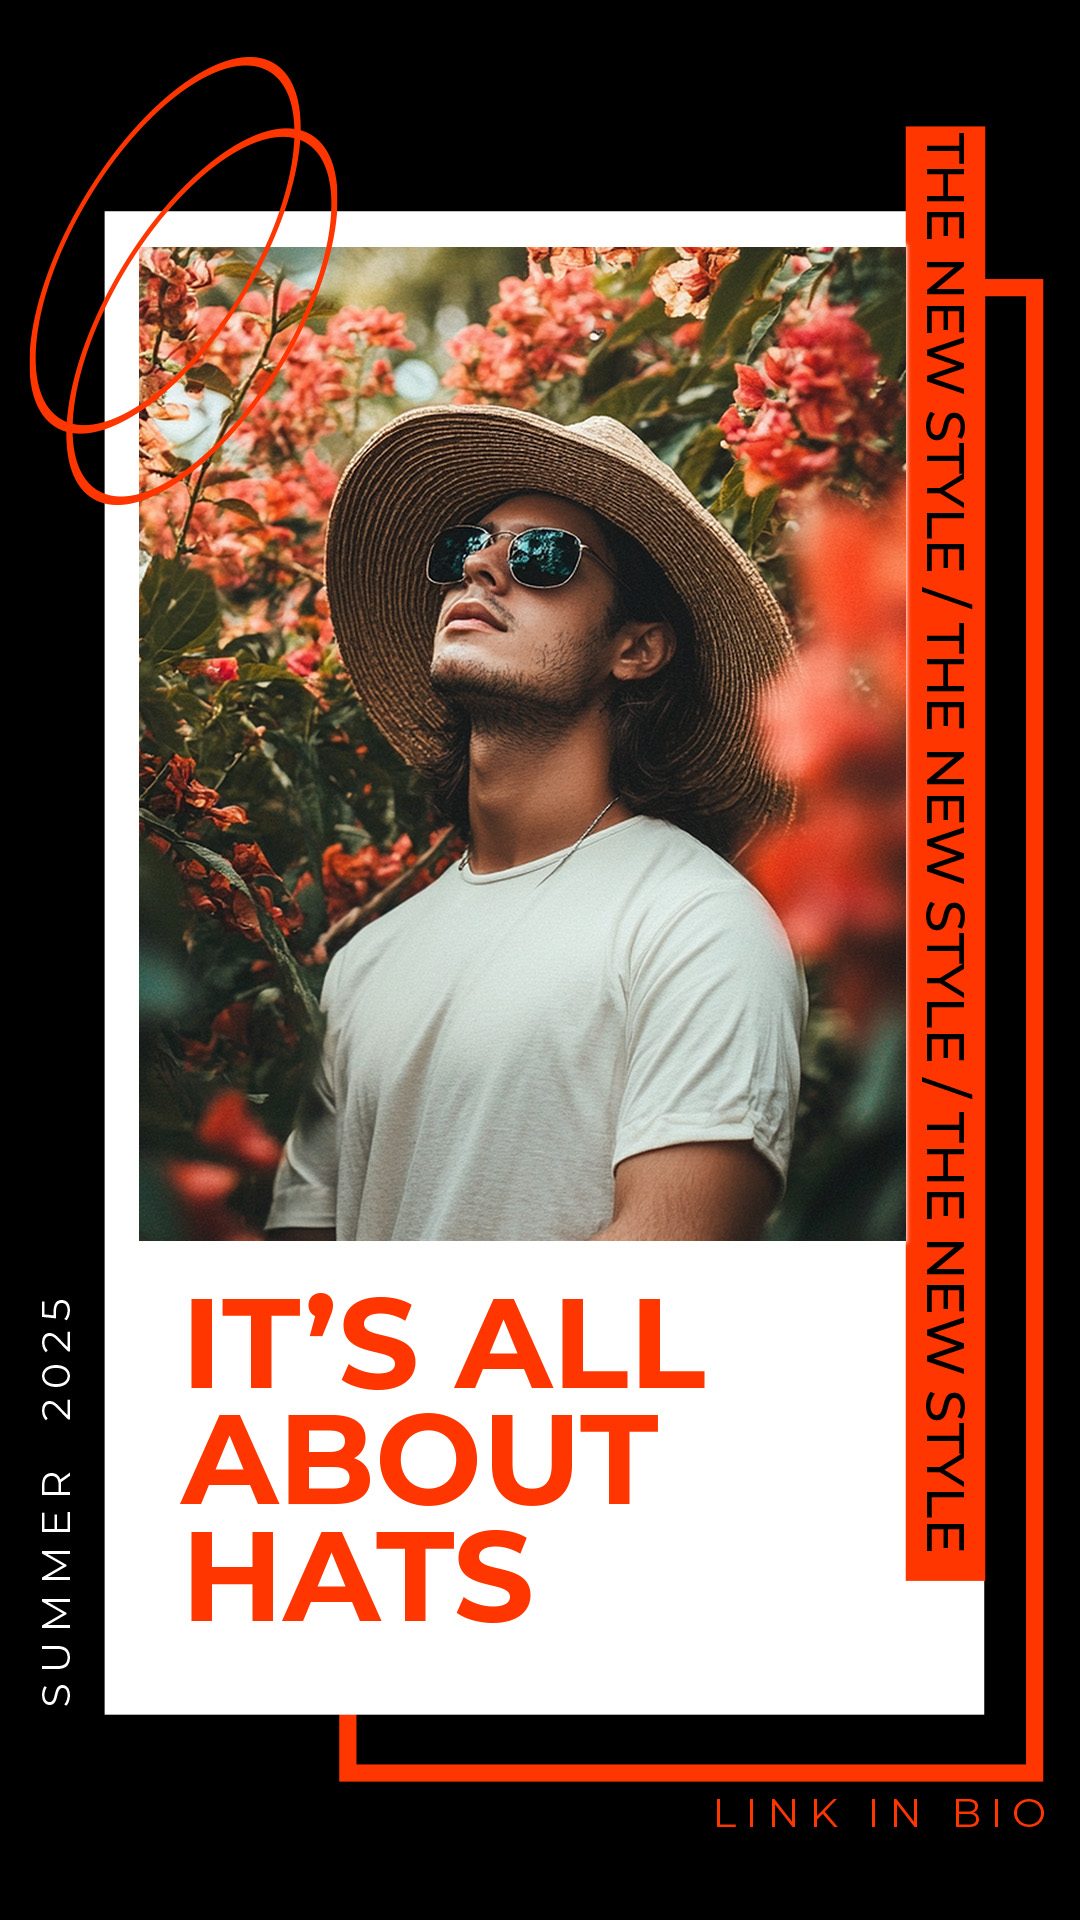 THE NEW STYLE / THE NEW STYLE / THE NEW STYLE
IT’S ALL
ABOUT
HATS
SUMMER 2025
LINK IN BIO